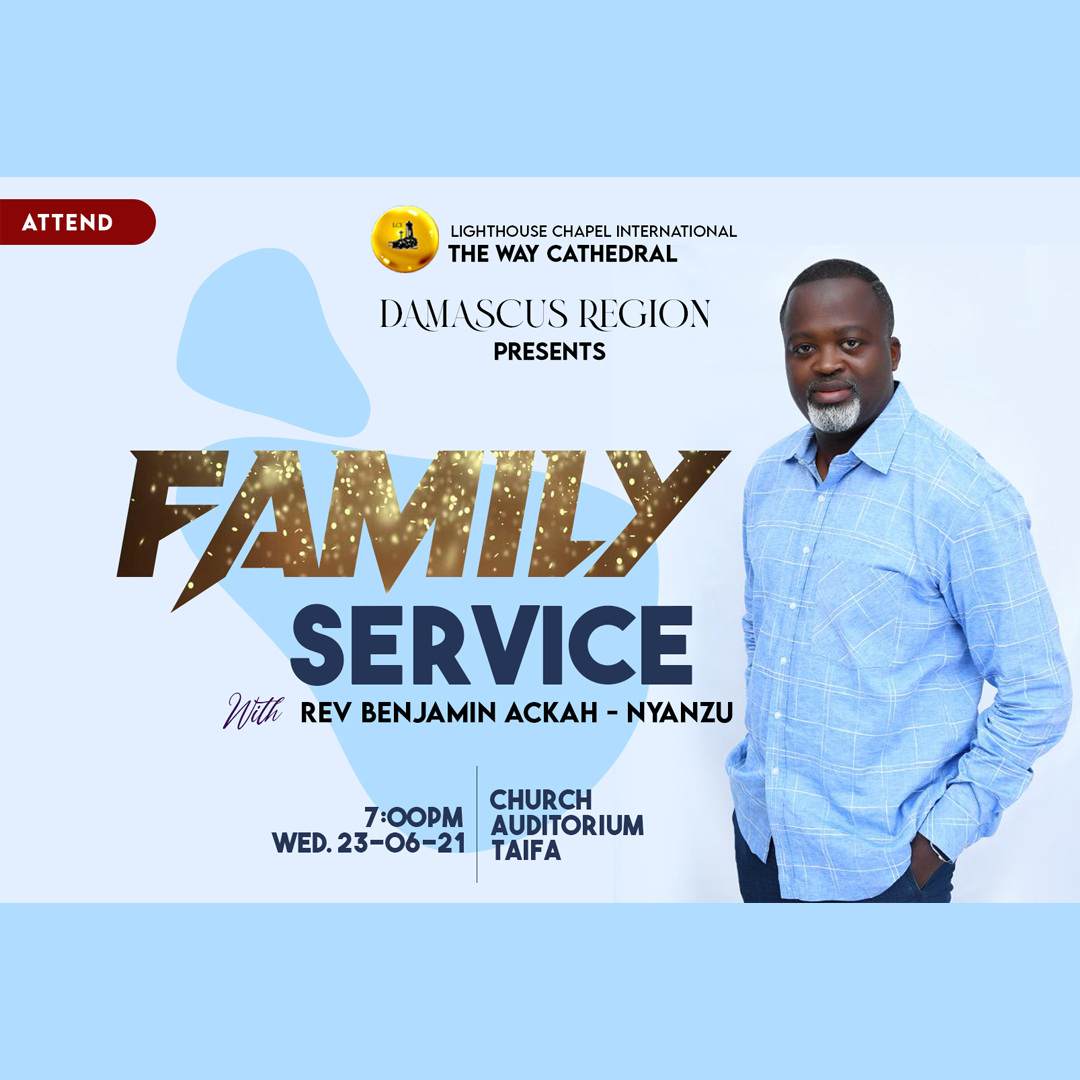 ATTEND
LCI
LIGHTHOUSE CHAPEL INTERNATIONAL
THE WAY CATHEDRAL
DAMASCUS REGION
PRESENTS
FAMILY
SERVICE
With REV BENJAMIN ACKAH - NYANZU
7:00PM
WED. 23-06-21
CHURCH
AUDITORIUM
TAIFA